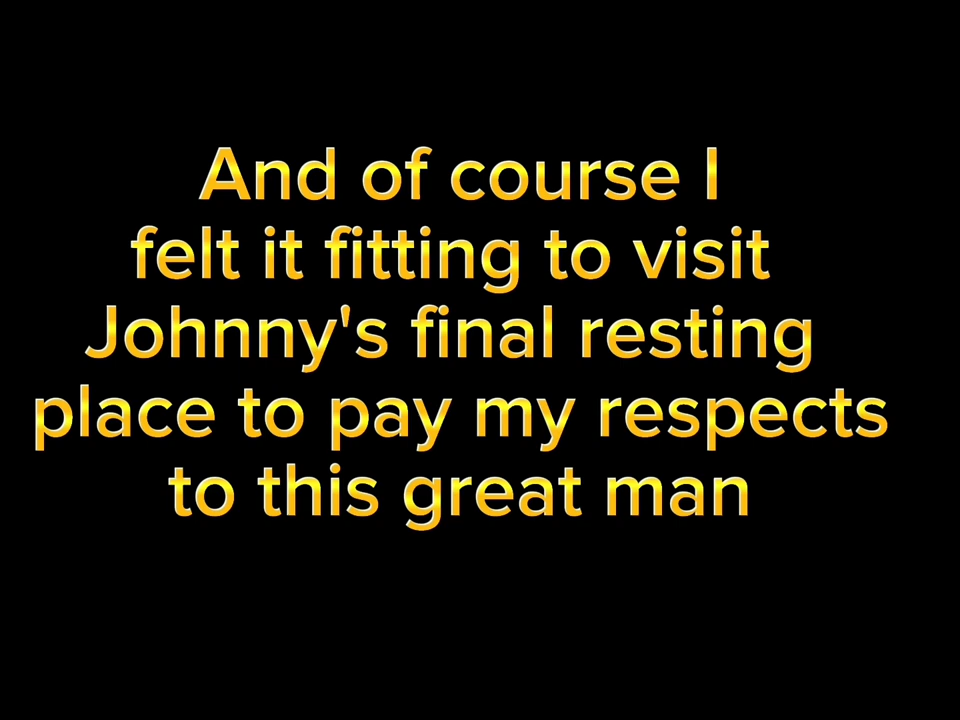 And of course I
felt it fitting to visit
Johnny's final resting
place to pay my respects
to this great man